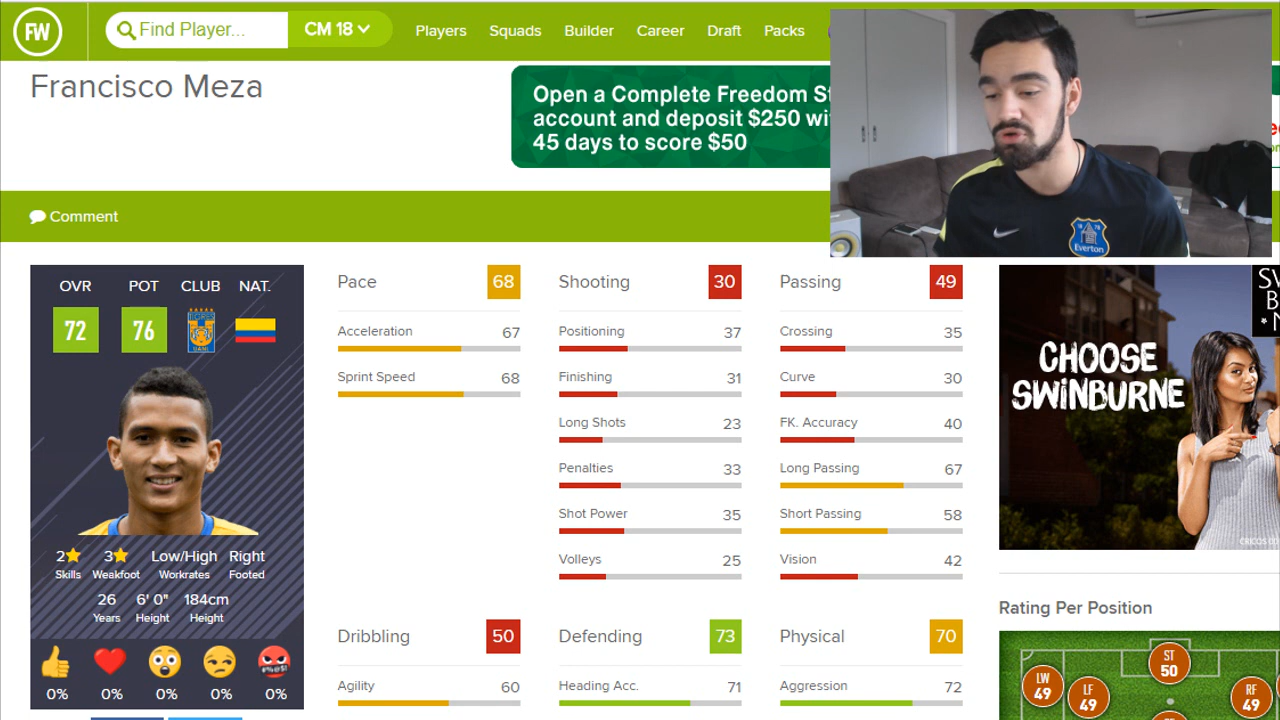 FW
Find Player...
CM 18
Players
Squads
Builder
Career
Draft
Packs
Francisco Meza
Open a Complete Freedom
account and deposit $250
45 days to score $50
Everton
Comment
OVR POT CLUB NAT.
72 76
2 3 Low/High Right
Skills Weakfoot Workrates Footed
26 6' 0" 184cm
Years Height Height
0% 0% 0% 0% 0%
Pace 68
Acceleration 67
Sprint Speed 68
Shooting 30
Positioning 37
Finishing 31
Long Shots 23
Penalties 33
Shot Power 35
Volleys 25
Passing 49
Crossing 35
Curve 30
FK. Accuracy 40
Long Passing 67
Short Passing 58
Vision 42
Dribbling 50
Agility 60
Defending 73
Heading Acc. 71
Physical 70
Aggression 72
CHOOSE
SWINBURNE
Rating Per Position
ST
50
LW
49
LF
49
RF
49